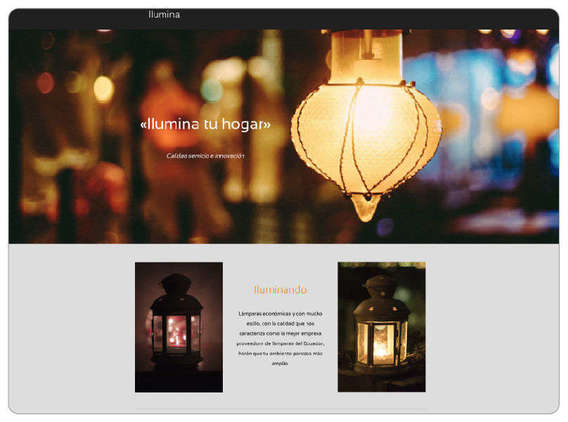 Ilumina
«Ilumina tu hogar»
Calidad servicio e innovación
Iluminando
Lámparas económicas y con mucho
estilo, con la calidad que nos
caracteriza como la mejor empresa
proveedora de lámparas del Ecuador,
harán que tu ambiente parezca más
amplio